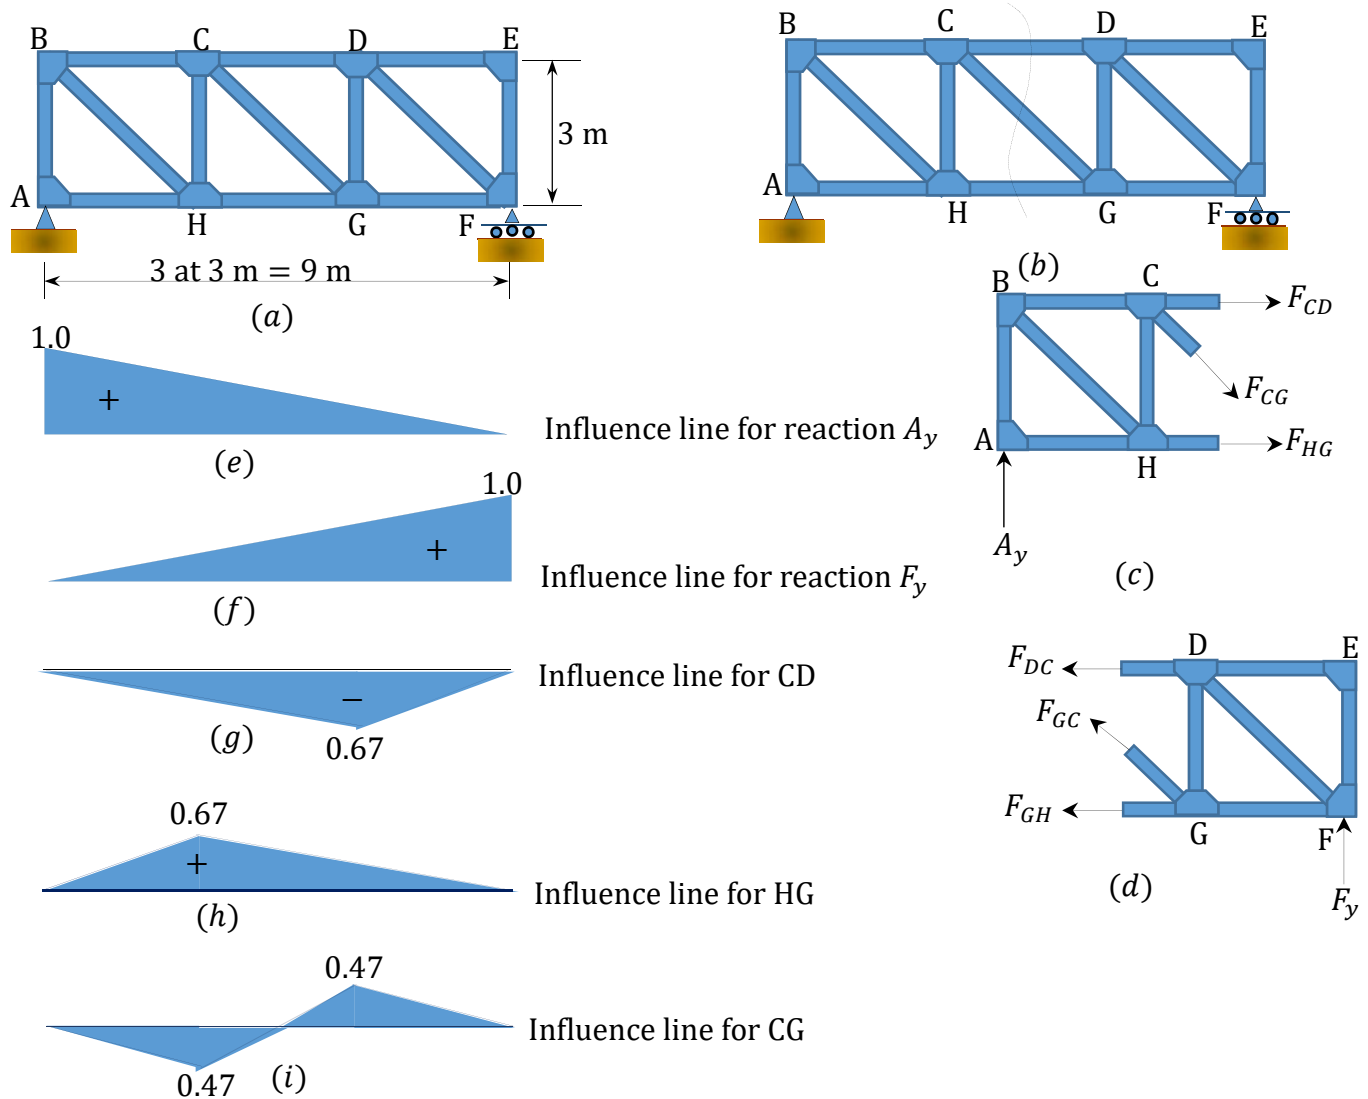 B C D E
A H G F
3 m
3 at 3 m = 9 m
(a)
B C D E
A H G F
(b)
B C
F_CD
F_CG
A H
F_HG
A_y
(c)
1.0
+
(e)
Influence line for reaction A_y
1.0
+
(f)
Influence line for reaction F_y
−
(g)
0.67
Influence line for CD
D E
F_DC
F_GC
F_GH
G F
(d)
F_y
0.67
+
(h)
Influence line for HG
0.47
0.47
(i)
Influence line for CG